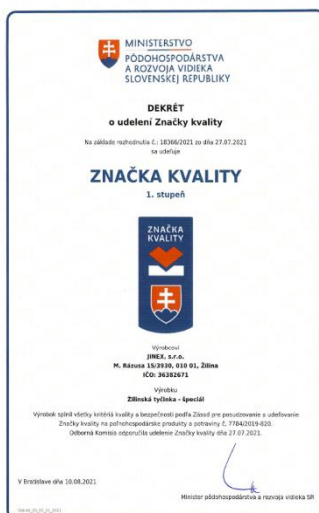 MINISTERSTVO
PÔDOHOSPODÁRSTVA
A ROZVOJA VIDIEKA
SLOVENSKEJ REPUBLIKY
DEKRÉT
o udelení Značky kvality
Na základe rozhodnutia č.: 18366/2021 zo dňa 27.07.2021
sa udeľuje
ZNAČKA KVALITY
1. stupeň
ZNAČKA
KVALITY
Výrobcovi
JINEX, s.r.o.
M. Rázusa 15/3930, 010 01, Žilina
IČO: 36382671
Výrobku
Žilinská tyčinka - špeciál
Výrobok splnil všetky kritériá kvality a bezpečnosti podľa Zásad pre posudzovanie a udeľovanie
Značky kvality na poľnohospodárske produkty a potraviny č. 7784/2019-820.
Odborná Komisia odporučila udelenie Značky kvality dňa 27.07.2021.
V Bratislave dňa 10.08.2021
Minister pôdohospodárstva a rozvoja vidieka SR